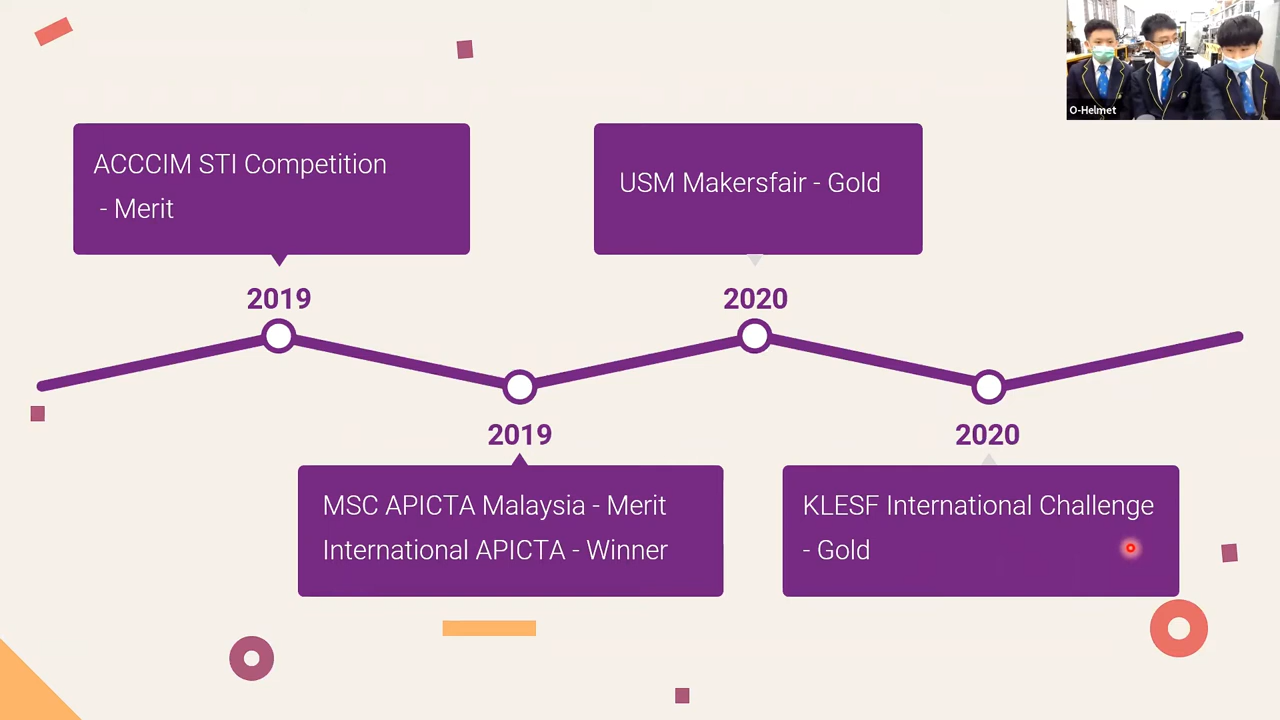 O-Helmet
ACCCIM STI Competition
- Merit
USM Makersfair - Gold
2019
2020
2019
2020
MSC APICTA Malaysia - Merit
International APICTA - Winner
KLESF International Challenge
- Gold